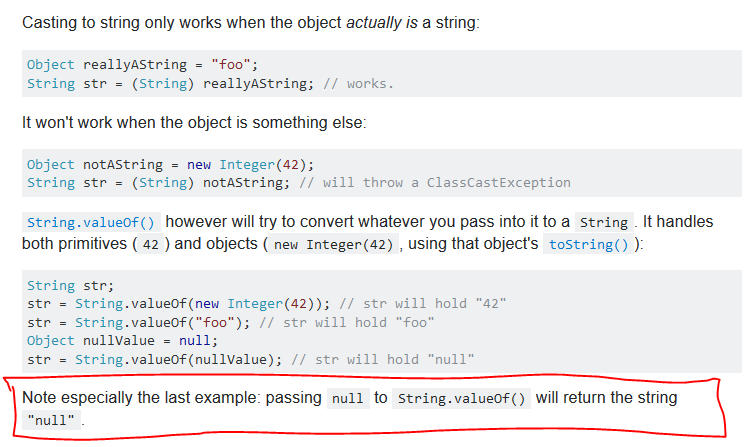 Casting to string only works when the object actually is a string:
Object reallyAString = "foo";
String str = (String) reallyAString; // works.
It won't work when the object is something else:
Object notAString = new Integer(42);
String str = (String) notAString; // will throw a ClassCastException
String.valueOf() however will try to convert whatever you pass into it to a String . It handles
both primitives ( 42 ) and objects ( new Integer(42) , using that object's toString() ):
String str;
str = String.valueOf(new Integer(42)); // str will hold "42"
str = String.valueOf("foo"); // str will hold "foo"
Object nullValue = null;
str = String.valueOf(nullValue); // str will hold "null"
Note especially the last example: passing null to String.valueOf() will return the string
"null" .